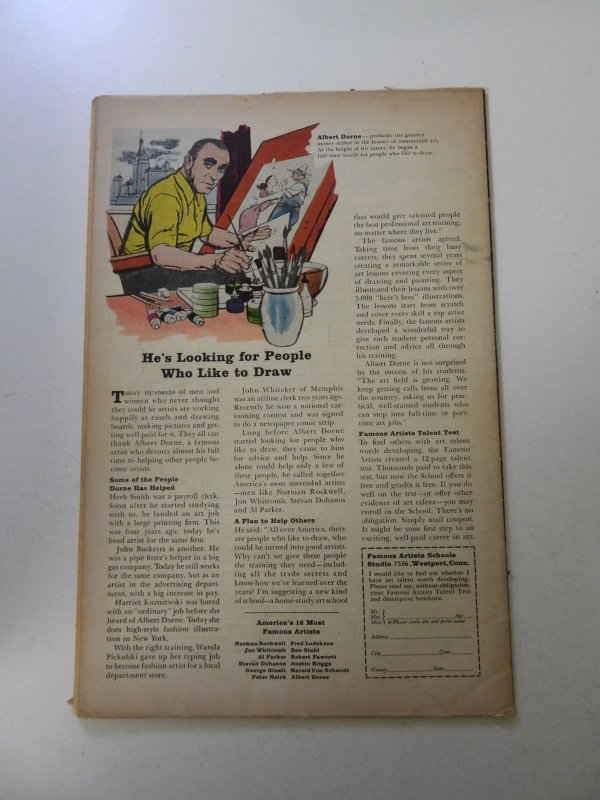 Albert Dorne—probably the greatest
money maker in the history of commercial art.
At the height of his career, he began a
full-time search for people who like to draw.
He's Looking for People
Who Like to Draw
TODAY HUNDREDS of men and
women who never thought
they could be artists are working
happily at easels and drawing
boards, making pictures and get-
ting well paid for it. They all can
thank Albert Dorne, a famous
artist who devotes almost his full
time to helping other people be-
come artists.
Some of the People
Dorne Has Helped
Herb Smith was a payroll clerk.
Soon after he started studying
with us, he landed an art job
with a large printing firm. This
was four years ago; today he's
head artist for the same firm.
John Busketta is another. He
was a pipe fitter's helper in a big
gas company. Today he still works
for the same company, but as an
artist in the advertising depart-
ment, with a big increase in pay.
Harriet Kuzniewski was bored
with an "ordinary" job before she
heard of Albert Dorne. Today she
does high-style fashion illustra-
tion in New York.
With the right training, Wanda
Pickulski gave up her typing job
to become fashion artist for a local
department store.
John Whitaker of Memphis
was an airline clerk two years ago.
Recently he won a national car-
tooning contest and was signed
to do a newspaper comic strip.
Long before Albert Dorne
started looking for people who
like to draw, they came to him
for advice and help. Since he
alone could help only a few of
these people, he called together
America's most successful artists
—men like Norman Rockwell,
Jon Whitcomb, Stevan Dohanos
and Al Parker.
A Plan to Help Others
He said: "All over America, there
are people who like to draw, who
could be turned into good artists.
Why can't we give these people
the training they need—includ-
ing all the trade secrets and
know-how we've learned over the
years? I'm suggesting a new kind
of school—a home-study art school
America's 12 Most
Famous Artists
Norman Rockwell Fred Ludekens
Jon Whitcomb Ben Stahl
Al Parker Robert Fawcett
Stevan Dohanos Austin Briggs
George Giusti Harold Von Schmidt
Peter Helck Albert Dorne
that would give talented people
the best professional art training,
no matter where they live."
The famous artists agreed.
Taking time from their busy
careers, they spent several years
creating a remarkable series of
art lessons covering every aspect
of drawing and painting. They
illustrated their lessons with over
5,000 "here's how" illustrations.
The lessons start from scratch
and cover every skill a top artist
needs. Finally, the famous artists
developed a wonderful way to
give each student personal cor-
rection and advice all through
his training.
Albert Dorne is not surprised
by the success of his students.
"The art field is growing. We
keep getting calls from all over
the country, asking us for prac-
tical, well-trained students who
can step into full-time or part-
time art jobs."
Famous Artists Talent Test
To find others with art talent
worth developing, the Famous
Artists created a 12-page talent
test. Thousands paid to take this
test, but now the School offers it
free and grades it free. If you do
well on the test—or offer other
evidence of art talent—you may
enroll in the School. There's no
obligation. Simply mail coupon.
It might be your first step to an
exciting, well-paid career in art.
Famous Artists Schools
Studio 7556, Westport, Conn.
I would like to find out whether I
have art talent worth developing.
Please send me, without obligation,
your Famous Artists Talent Test
and descriptive brochure.
Mr.
Mrs. Age
Miss Please circle one and print name
Address
City Zone
County State